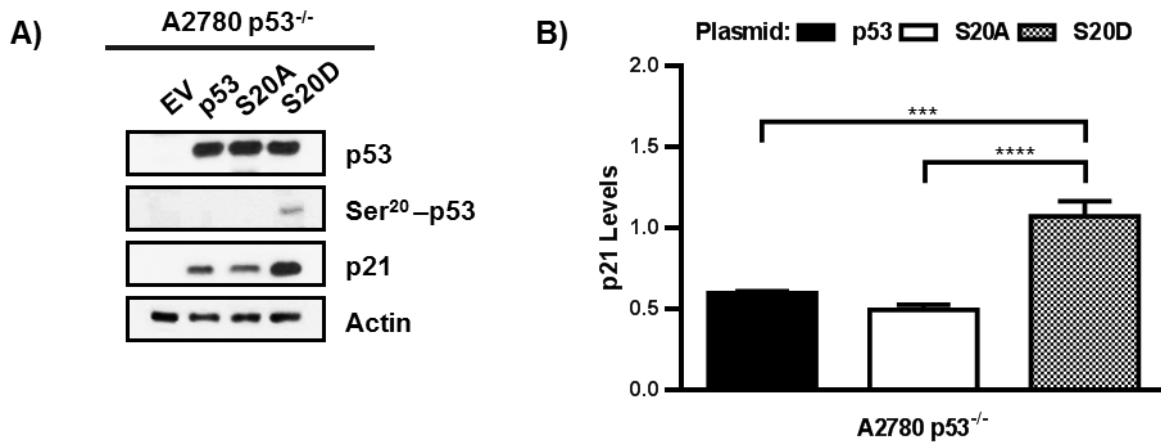 A)
A2780 p53-/-
EV p53 S20A S20D
p53
Ser20 –p53
p21
Actin
B)
Plasmid: p53 S20A S20D
2.0
***
1.5
****
p21 Levels
1.0
0.5
0.0
A2780 p53-/-